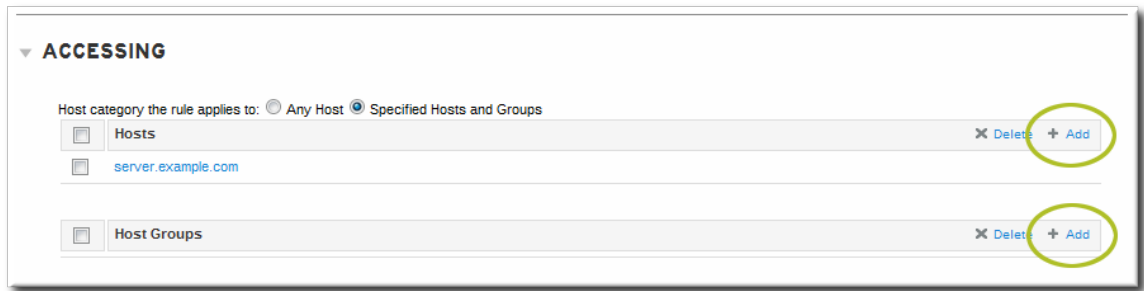 ACCESSING
Host category the rule applies to: Any Host Specified Hosts and Groups
Hosts Delete + Add
server.example.com
Host Groups Delete + Add